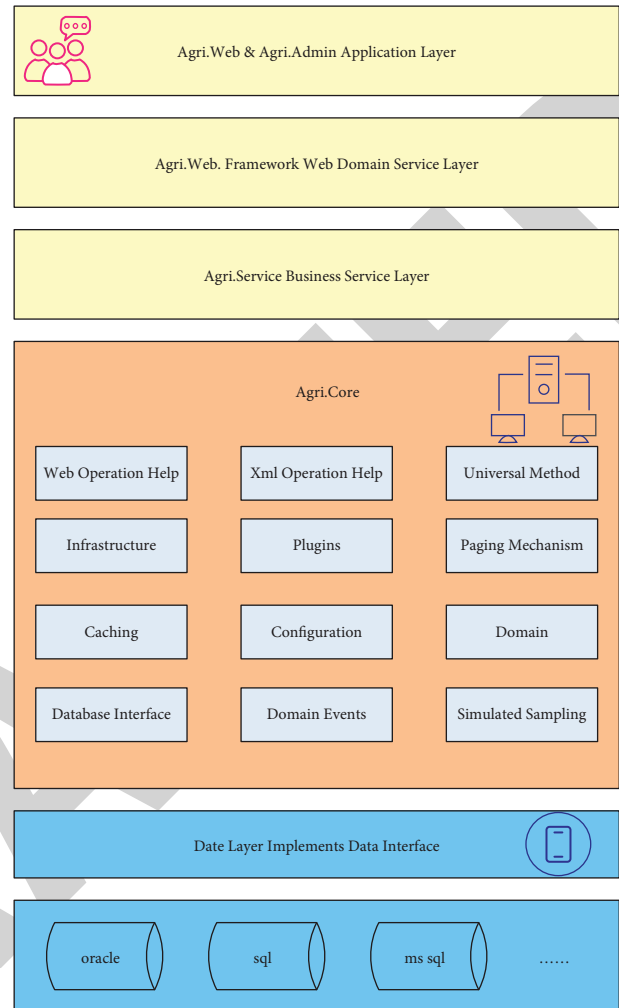 Agri.Web & Agri.Admin Application Layer
Agri.Web. Framework Web Domain Service Layer
Agri.Service Business Service Layer
Agri.Core
Web Operation Help
Xml Operation Help
Universal Method
Infrastructure
Plugins
Paging Mechanism
Caching
Configuration
Domain
Database Interface
Domain Events
Simulated Sampling
Date Layer Implements Data Interface
oracle
sql
ms sql
......